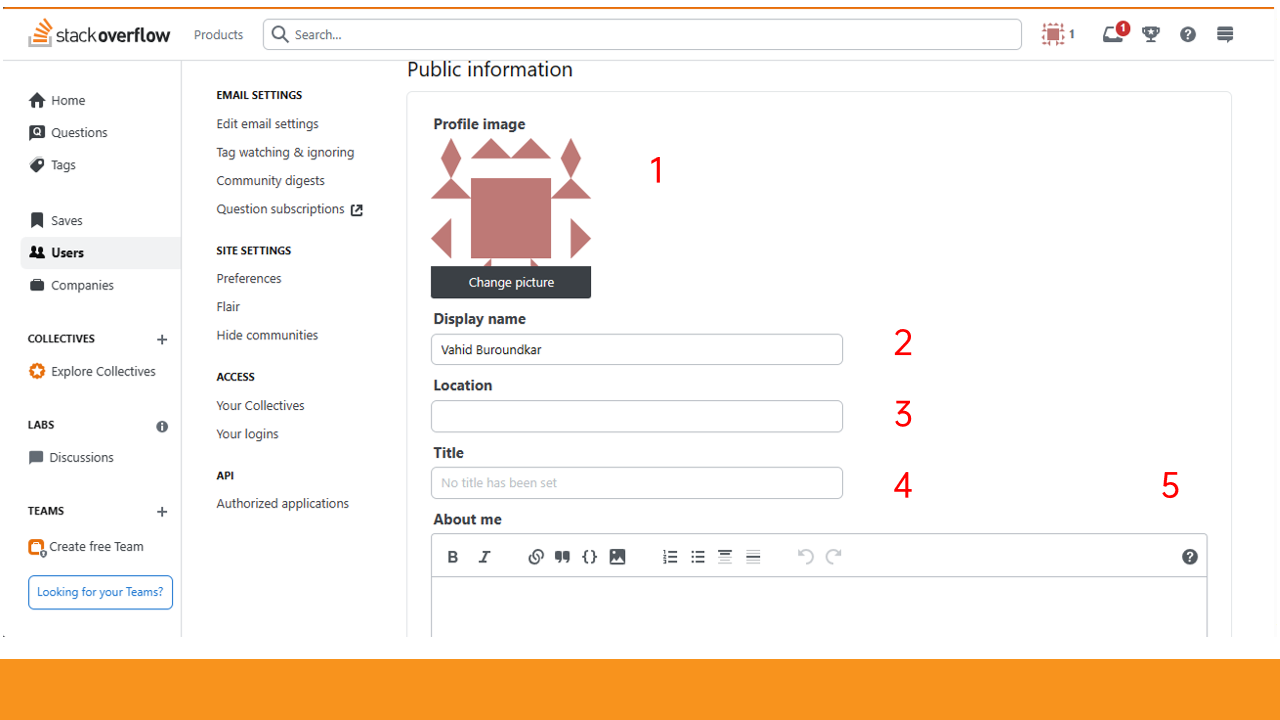 stackoverflow
Products
Search...
1
1
Home
Questions
Tags
Saves
Users
Companies
COLLECTIVES
Explore Collectives
LABS
Discussions
TEAMS
Create free Team
Looking for your Teams?
EMAIL SETTINGS
Edit email settings
Tag watching & ignoring
Community digests
Question subscriptions
SITE SETTINGS
Preferences
Flair
Hide communities
ACCESS
Your Collectives
Your logins
API
Authorized applications
Public information
Profile image
1
Change picture
Display name
Vahid Buroundkar
2
Location
3
Title
No title has been set
4
5
About me
B I